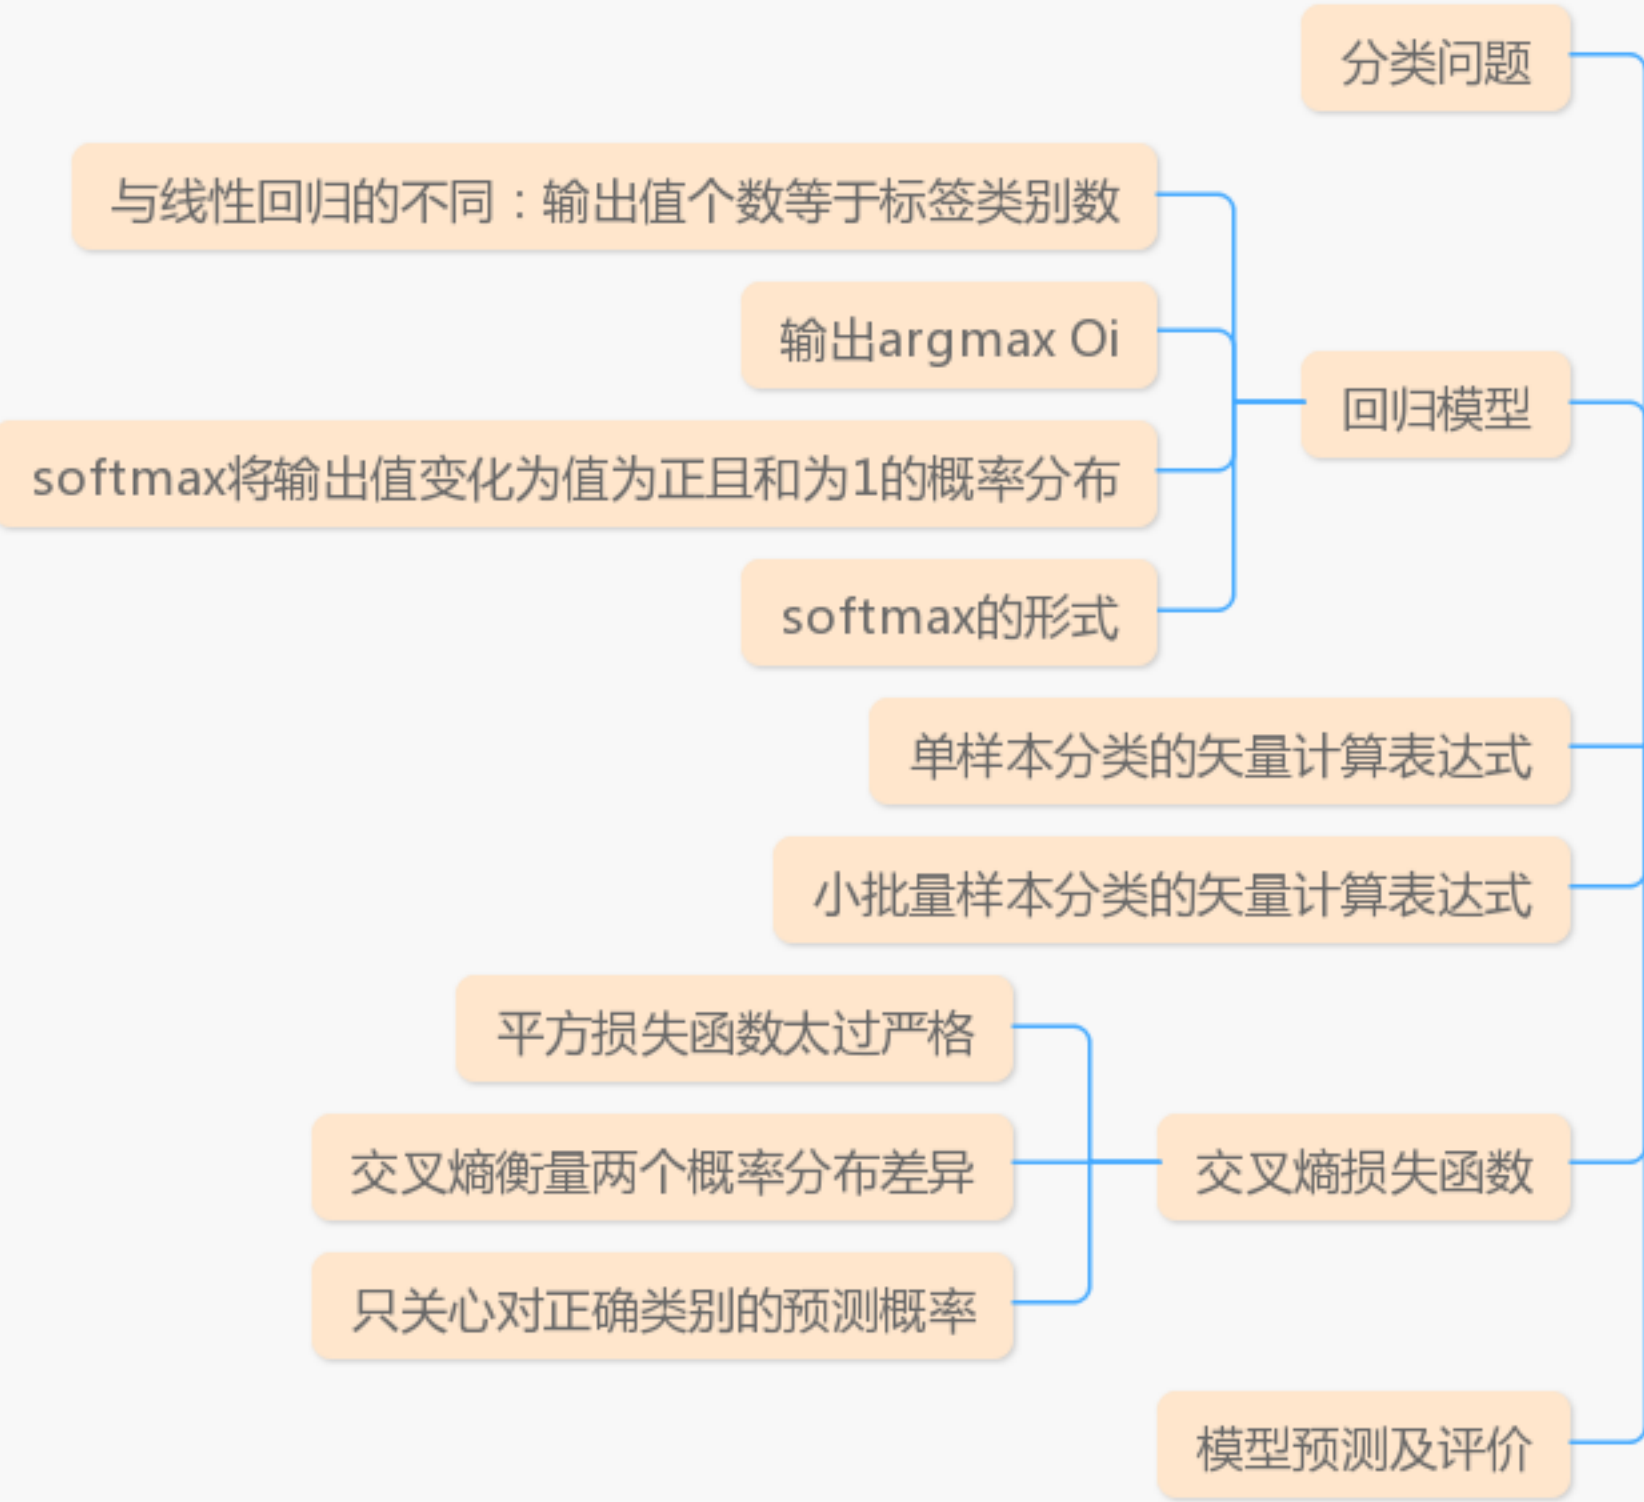 分类问题
与线性回归的不同：输出值个数等于标签类别数
输出argmax Oi
回归模型
softmax将输出值变化为值为正且和为1的概率分布
softmax的形式
单样本分类的矢量计算表达式
小批量样本分类的矢量计算表达式
平方损失函数太过严格
交叉熵衡量两个概率分布差异
交叉熵损失函数
只关心对正确类别的预测概率
模型预测及评价